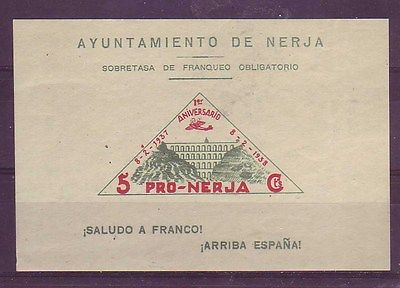 AYUNTAMIENTO DE NERJA
SOBRETASA DE FRANQUEO OBLIGATORIO
1er
ANIVERSARIO
8-2-1937
8-2-1938
5 PRO-NERJA Cs
¡SALUDO A FRANCO!
¡ARRIBA ESPAÑA!